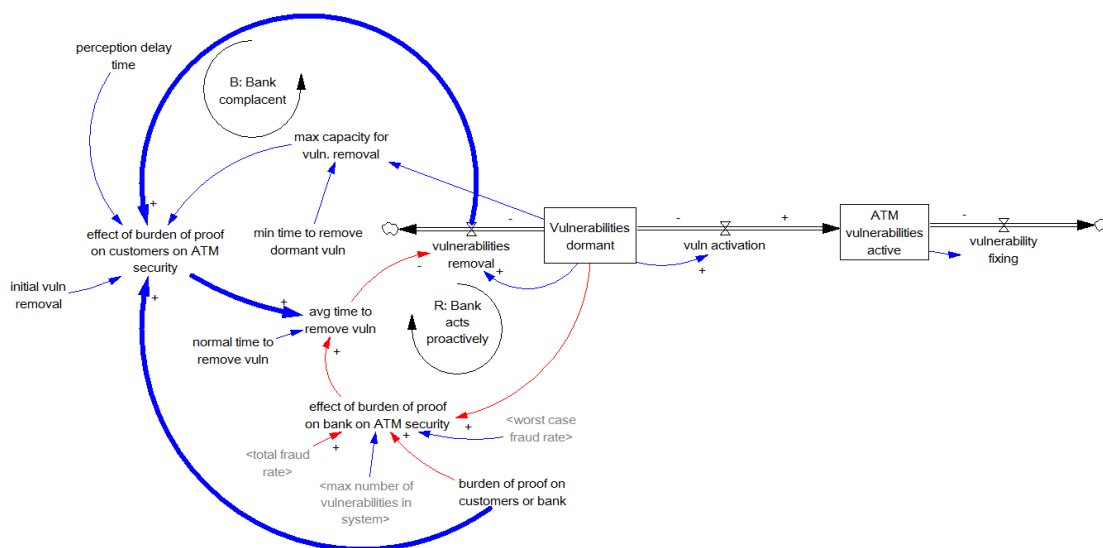 perception delay
time
B: Bank
complacent
max capacity for
vuln. removal
+
effect of burden of proof
on customers on ATM
security
min time to remove
dormant vuln
-
vulnerabilities
removal
Vulnerabilities
dormant
-
+
vuln activation
ATM
vulnerabilities
active
-
vulnerability
fixing
+
+
+
-
initial vuln
removal
+
+
avg time to
remove vuln
R: Bank
acts
proactively
normal time to
remove vuln
+
effect of burden of proof
on bank on ATM security
<worst case
fraud rate>
+
+
+
<total fraud
rate>
<max number of
vulnerabilities in
system>
burden of proof on
customers or bank